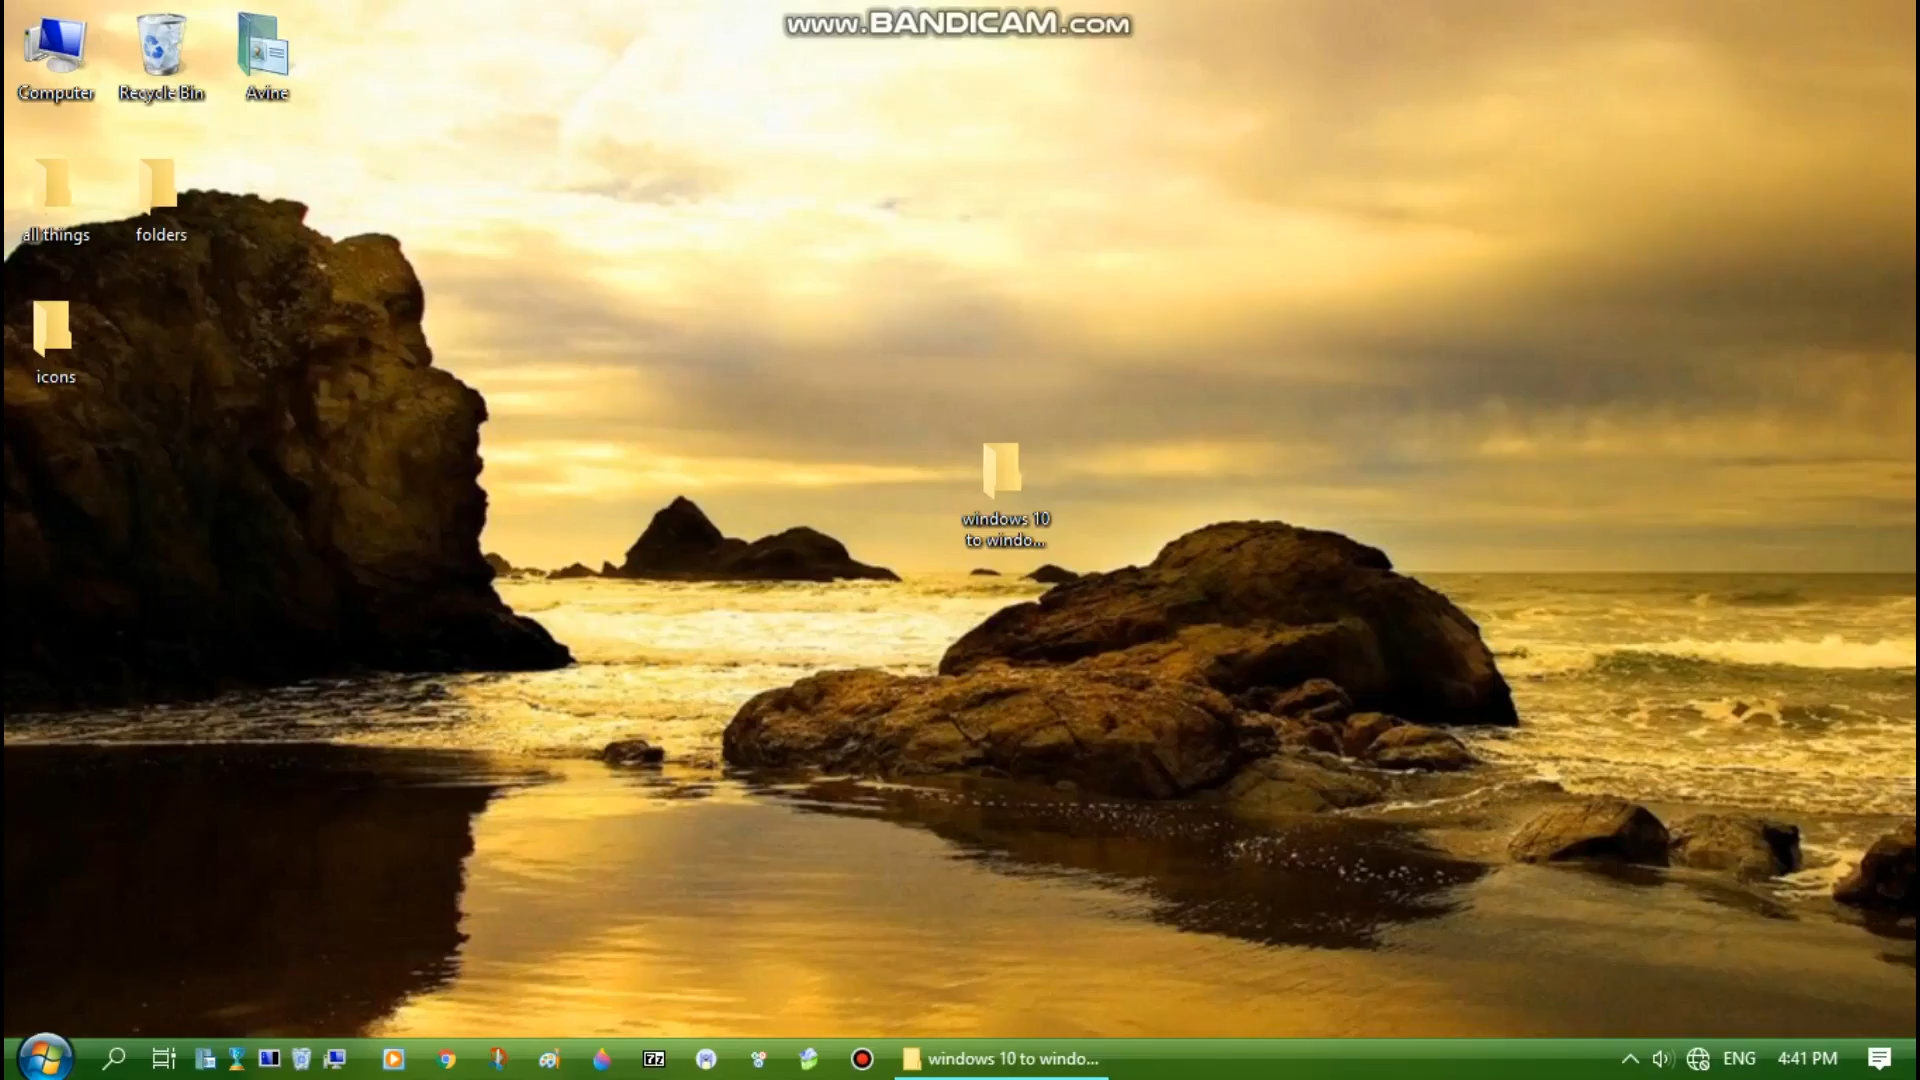 www.BANDICAM.com
Computer
Recycle Bin
Avine
all things
folders
icons
windows 10
to windo...
7z
windows 10 to windo...
ENG
4:41 PM